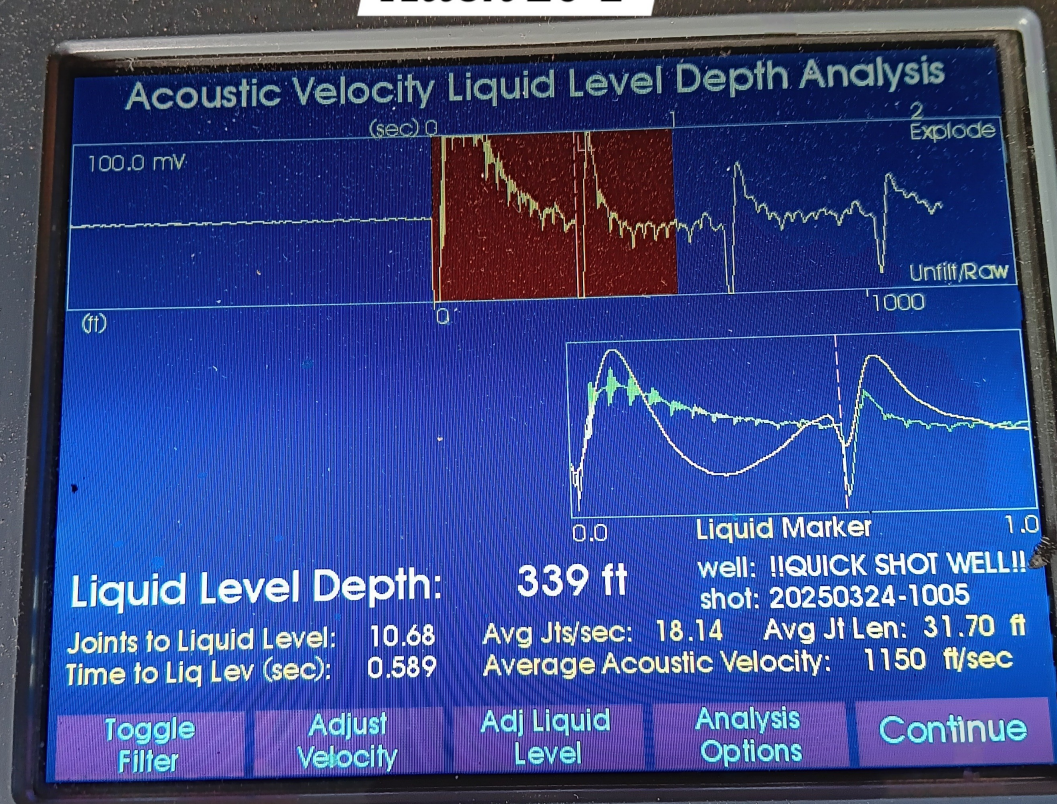 Acoustic Velocity Liquid Level Depth Analysis
(sec) 0 1 2
Explode
100.0 mV
LL
Unfilt/Raw
(ft) 0 1000
0.0 Liquid Marker 1.0
Liquid Level Depth: 339 ft
well: !!QUICK SHOT WELL!!
shot: 20250324-1005
Joints to Liquid Level: 10.68 Avg Jts/sec: 18.14 Avg Jt Len: 31.70 ft
Time to Liq Lev (sec): 0.589 Average Acoustic Velocity: 1150 ft/sec
Toggle Filter
Adjust Velocity
Adj Liquid Level
Analysis Options
Continue